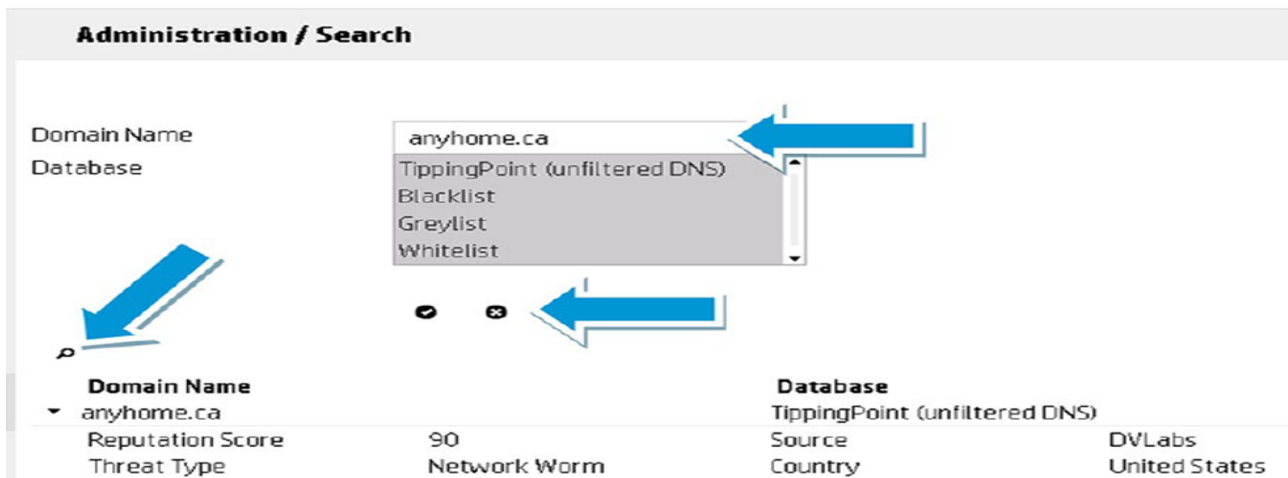 Administration / Search
Domain Name anyhome.ca
Database TippingPoint (unfiltered DNS)
Blacklist
Greylist
Whitelist
Domain Name Database
anyhome.ca TippingPoint (unfiltered DNS)
Reputation Score 90 Source DVLabs
Threat Type Network Worm Country United States